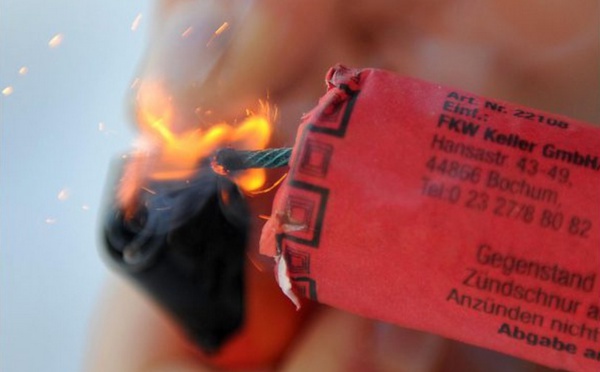 Art. Nr. 22108
Einf.:
FKW Keller GmbH
Hansastr. 43-49,
44866 Bochum,
Tel:0 23 27/8 80 82
Gegenstand
Zündschnur a
Anzünden nicht
Abgabe a